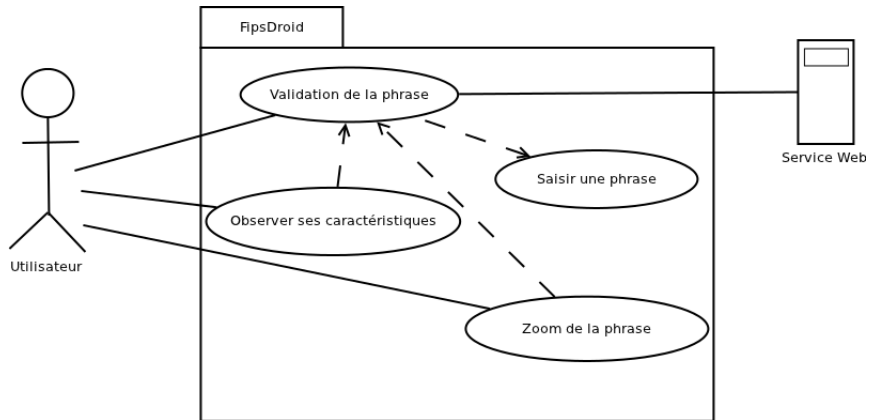 FipsDroid
Validation de la phrase
Service Web
Saisir une phrase
Observer ses caractéristiques
Utilisateur
Zoom de la phrase